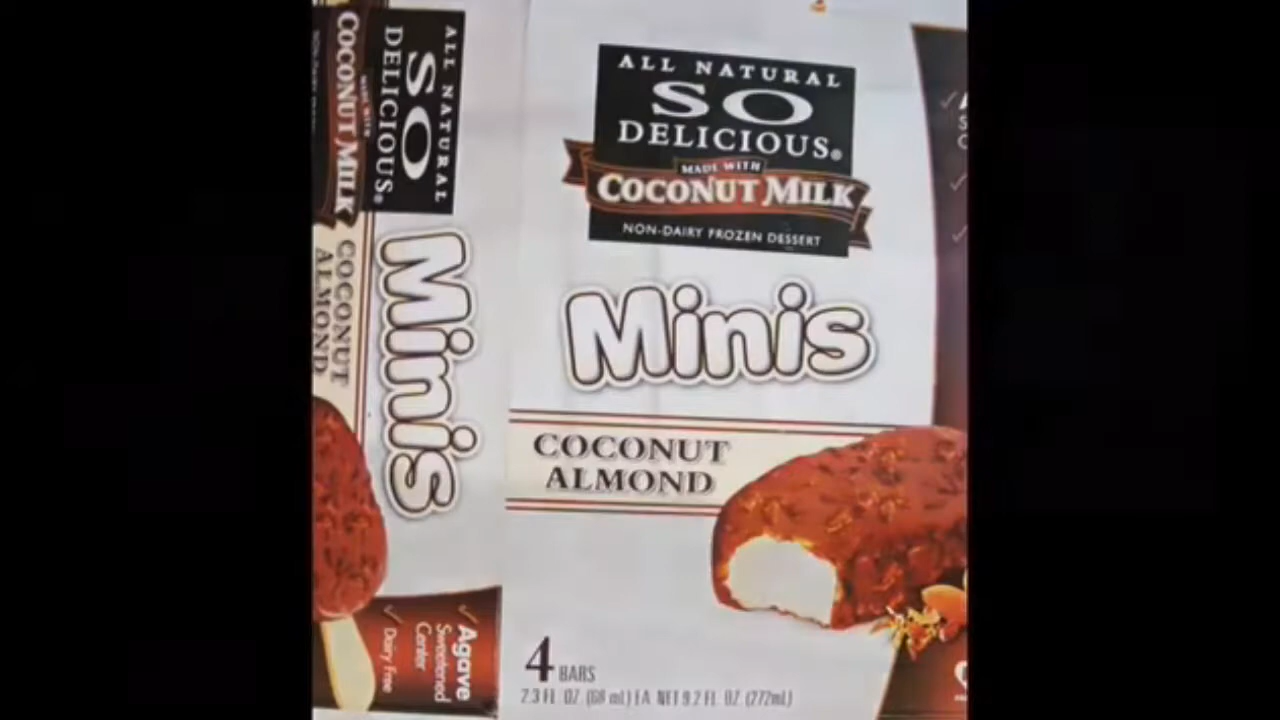 ALL NATURAL
SO
DELICIOUS®
MADE WITH
COCONUT MILK
COCONUT
ALMOND
Minis
✓ Agave
Sweetened
Center
✓ Dairy Free
ALL NATURAL
SO
DELICIOUS®
MADE WITH
COCONUT MILK
NON-DAIRY FROZEN DESSERT
Minis
COCONUT
ALMOND
4 BARS
2.3 FL. OZ. (68 mL) EA. NET 9.2 FL. OZ. (272mL)